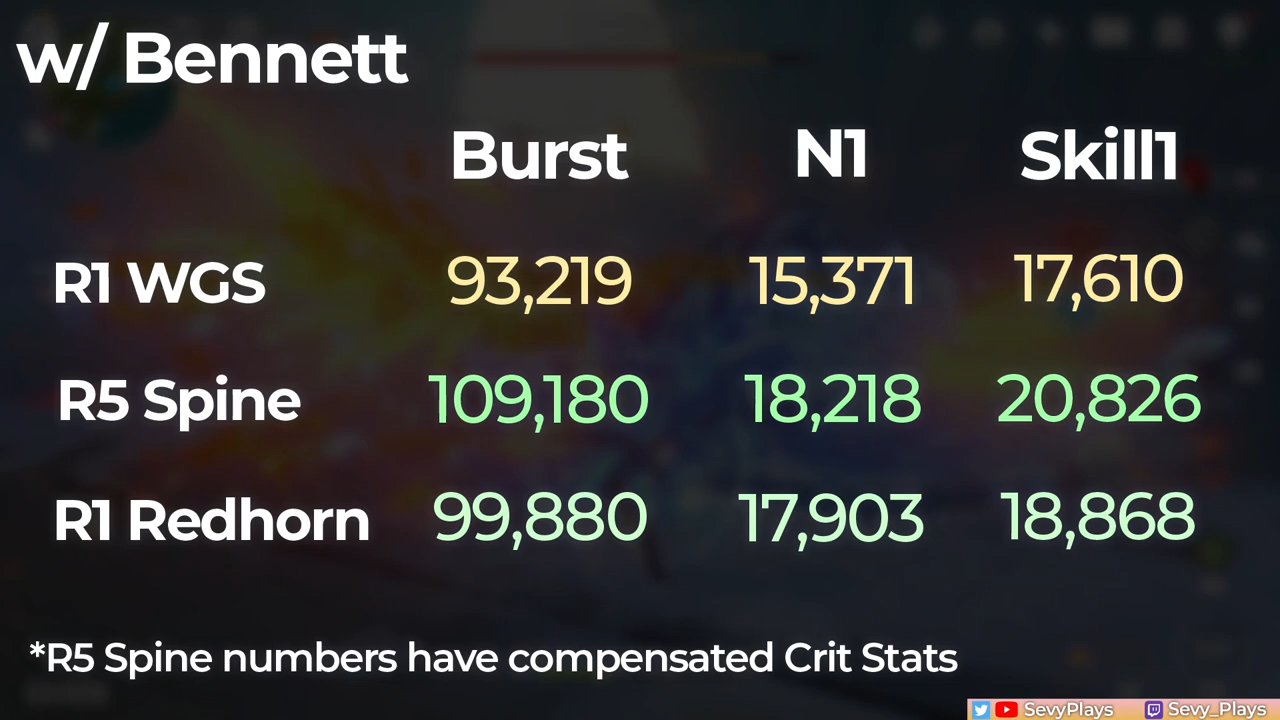 w/ Bennett
Burst N1 Skill1
R1 WGS 93,219 15,371 17,610
R5 Spine 109,180 18,218 20,826
R1 Redhorn 99,880 17,903 18,868
*R5 Spine numbers have compensated Crit Stats
SevyPlays Sevy_Plays